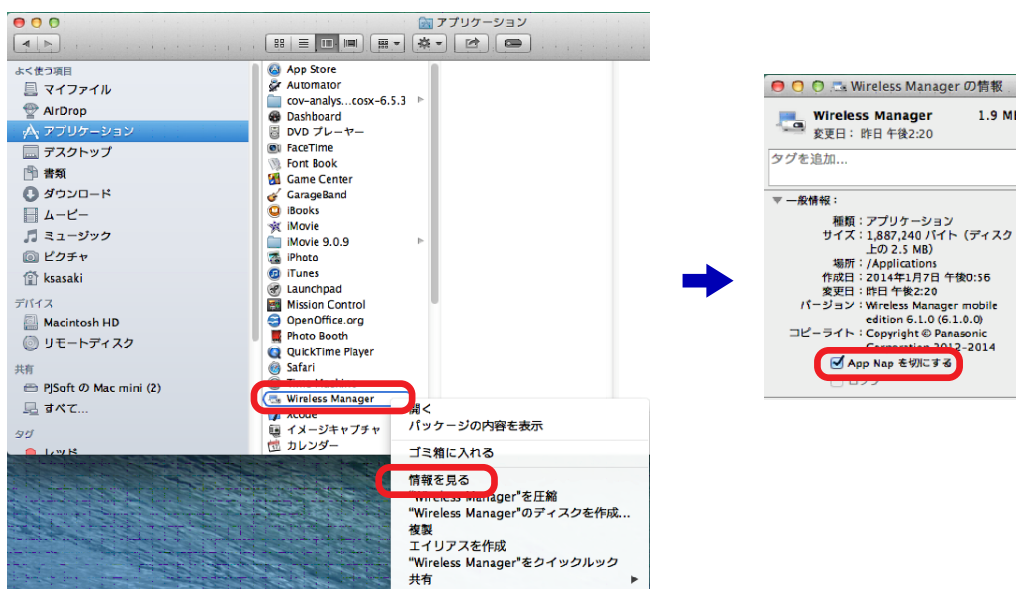 アプリケーション
よく使う項目
マイファイル
AirDrop
アプリケーション
デスクトップ
書類
ダウンロード
ムービー
ミュージック
ピクチャ
ksasaki
デバイス
Macintosh HD
リモートディスク
共有
PJSoft の Mac mini (2)
すべて...
タグ
レッド
App Store
Automator
cov-analys...cosx-6.5.3
Dashboard
DVD プレーヤー
FaceTime
Font Book
Game Center
GarageBand
iBooks
iMovie
iMovie 9.0.9
iPhoto
iTunes
Launchpad
Mission Control
OpenOffice.org
Photo Booth
QuickTime Player
Safari
Wireless Manager
Xcode
イメージキャプチャ
カレンダー
開く
パッケージの内容を表示
ゴミ箱に入れる
情報を見る
"Wireless Manager"を圧縮
"Wireless Manager"のディスクを作成...
複製
エイリアスを作成
"Wireless Manager"をクイックルック
共有
Wireless Manager の情報
Wireless Manager 1.9 M
変更日： 昨日 午後2:20
タグを追加...
一般情報：
種類：アプリケーション
サイズ：1,887,240 バイト（ディスク
上の 2.5 MB）
場所：/Applications
作成日：2014年1月7日 午後0:56
変更日：昨日 午後2:20
バージョン：Wireless Manager mobile
edition 6.1.0 (6.1.0.0)
コピーライト：Copyright © Panasonic
Corporation 2012-2014
App Nap を切にする